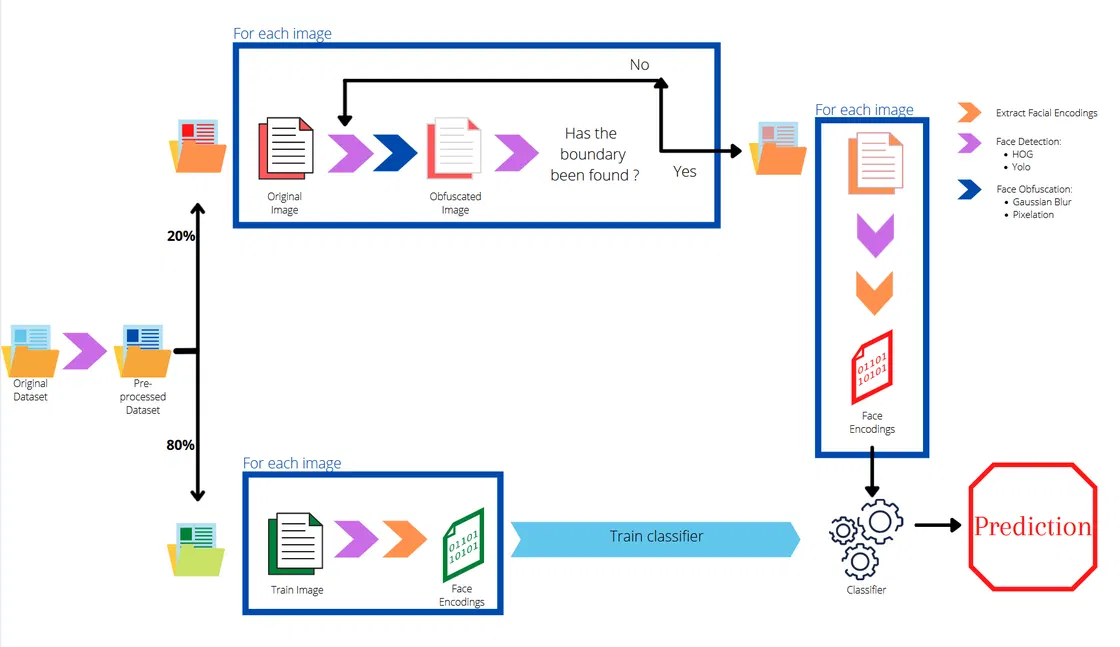 For each image
No
Original
Image
Obfuscated
Image
Has the
boundary
been found ?
Yes
For each image
Extract Facial Encodings
Face Detection:
• HOG
• Yolo
Face Obfuscation:
• Gaussian Blur
• Pixelation
20%
Original
Dataset
Pre-
processed
Dataset
01101
10101
Face
Encodings
80%
For each image
Train Image
01101
10101
Face
Encodings
Train classifier
Classifier
Prediction